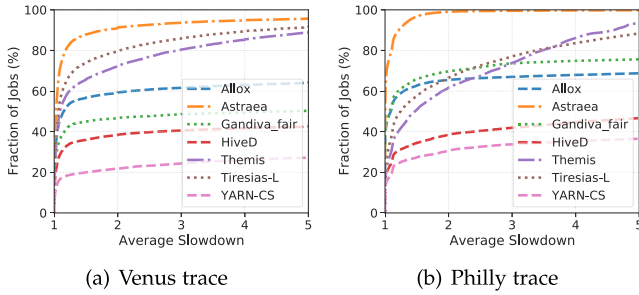 Fraction of Jobs (%)
100
80
60
40
20
0
Allox
Astraea
Gandiva_fair
HiveD
Themis
Tiresias-L
YARN-CS
1 2 3 4 5
Average Slowdown
(a) Venus trace
Fraction of Jobs (%)
100
80
60
40
20
0
Allox
Astraea
Gandiva_fair
HiveD
Themis
Tiresias-L
YARN-CS
1 2 3 4 5
Average Slowdown
(b) Philly trace